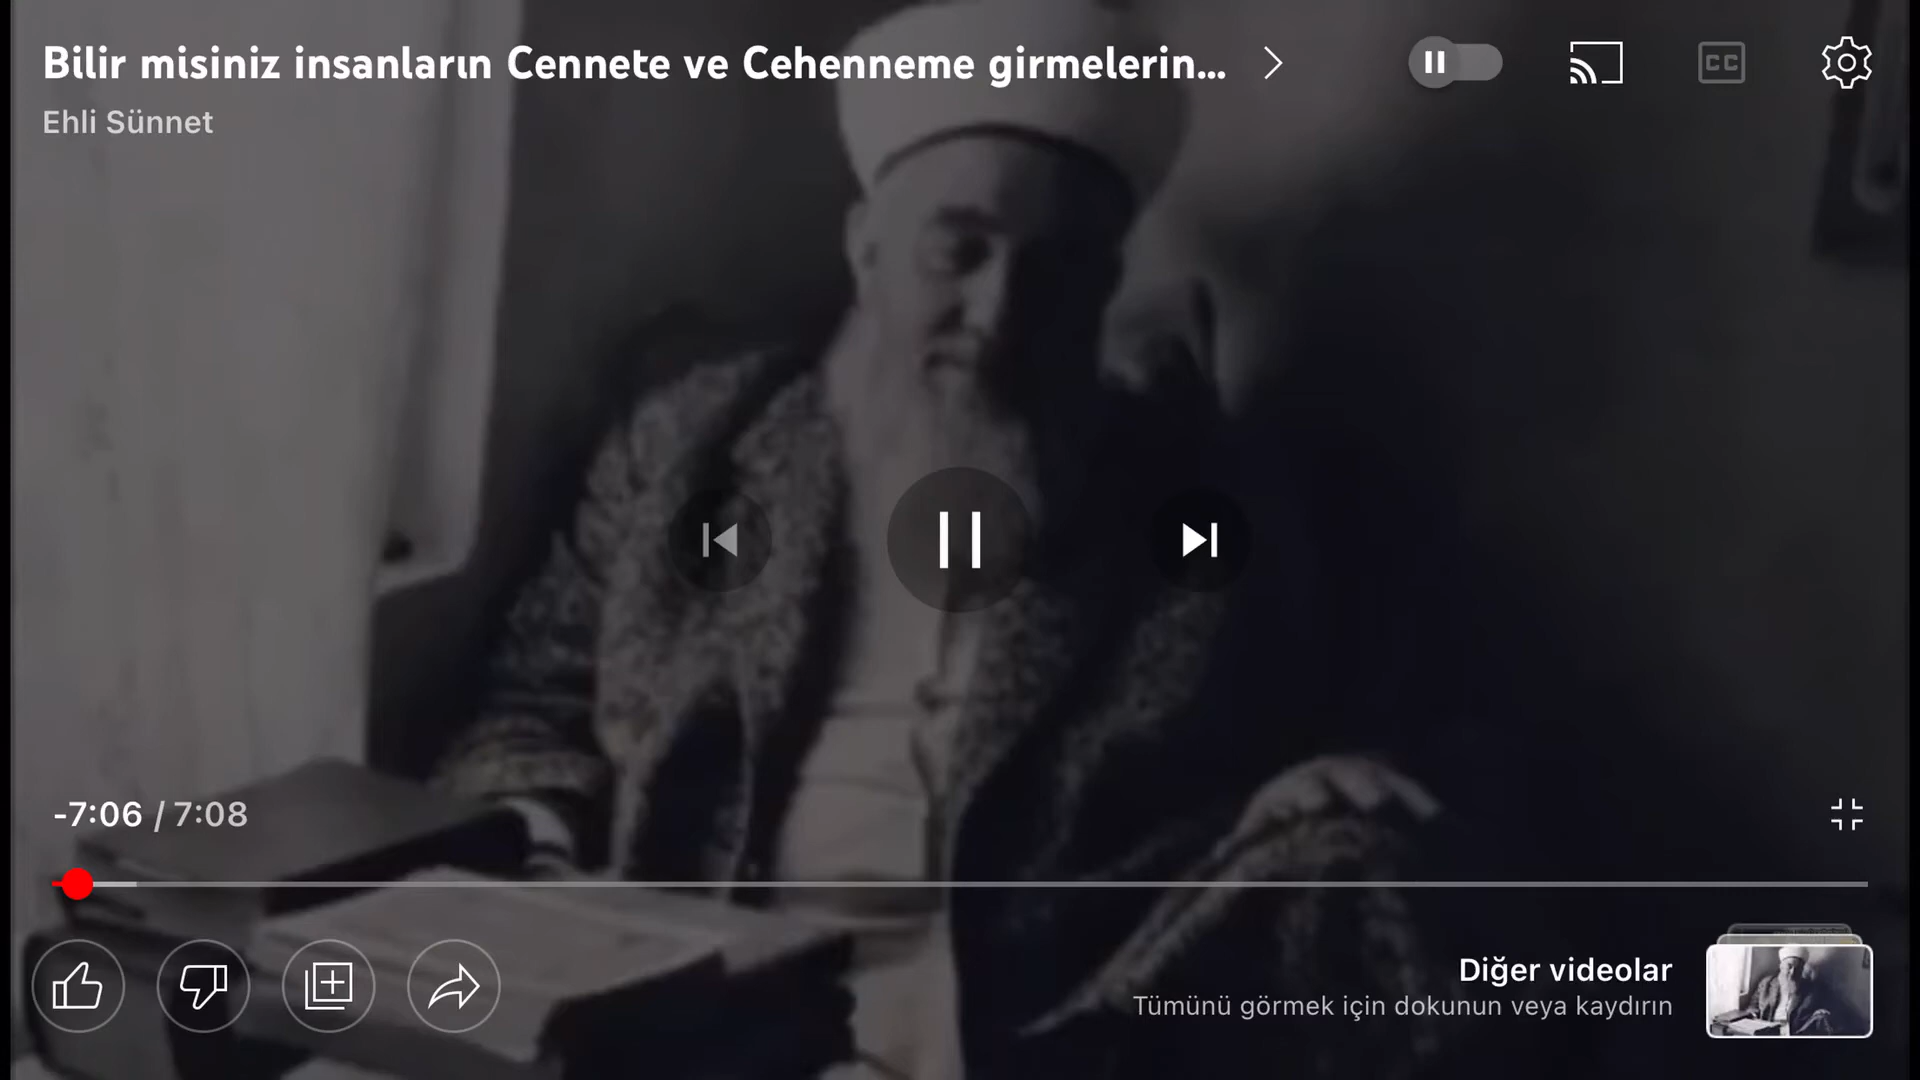 Bilir misiniz insanların Cennete ve Cehenneme girmelerin...
Ehli Sünnet
CC
-7:06 / 7:08
Diğer videolar
Tümünü görmek için dokunun veya kaydırın